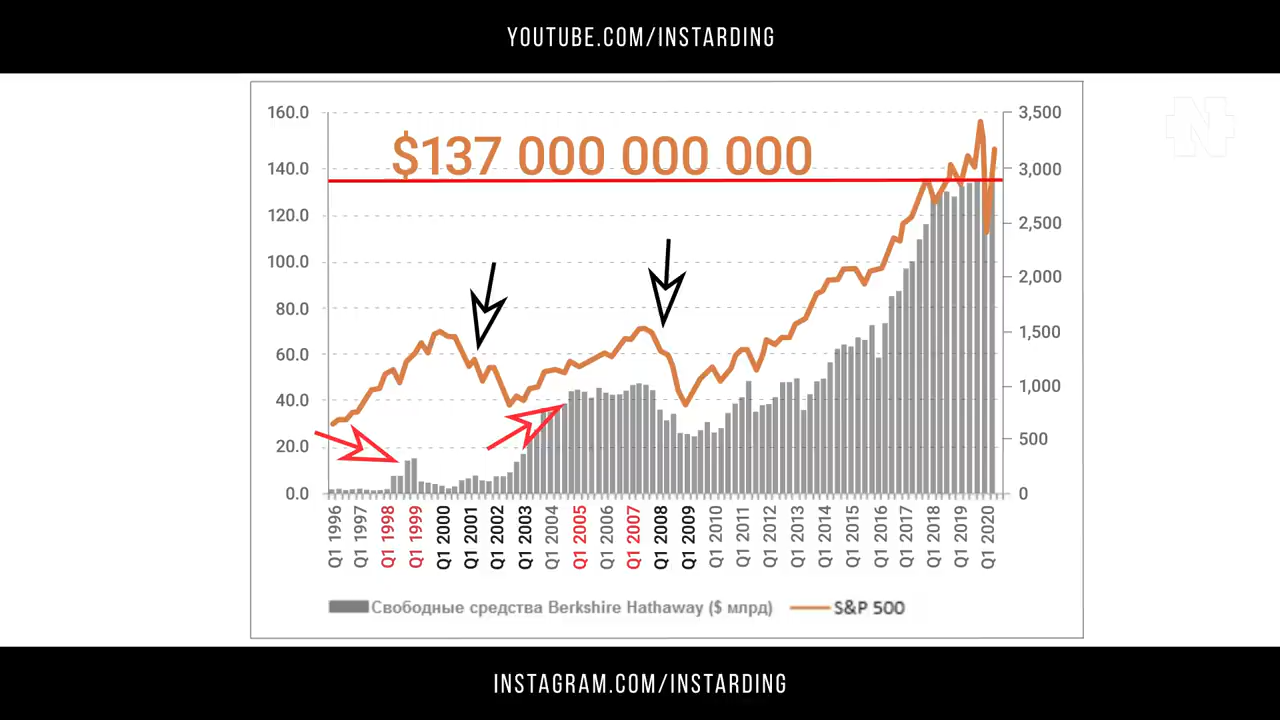 YOUTUBE.COM/INSTARDING
$137 000 000 000
160.0
140.0
120.0
100.0
80.0
60.0
40.0
20.0
0.0
3,500
3,000
2,500
2,000
1,500
1,000
500
0
Q1 1996
Q1 1997
Q1 1998
Q1 1999
Q1 2000
Q1 2001
Q1 2002
Q1 2003
Q1 2004
Q1 2005
Q1 2006
Q1 2007
Q1 2008
Q1 2009
Q1 2010
Q1 2011
Q1 2012
Q1 2013
Q1 2014
Q1 2015
Q1 2016
Q1 2017
Q1 2018
Q1 2019
Q1 2020
Свободные средства Berkshire Hathaway ($ млрд)
S&P 500
INSTAGRAM.COM/INSTARDING